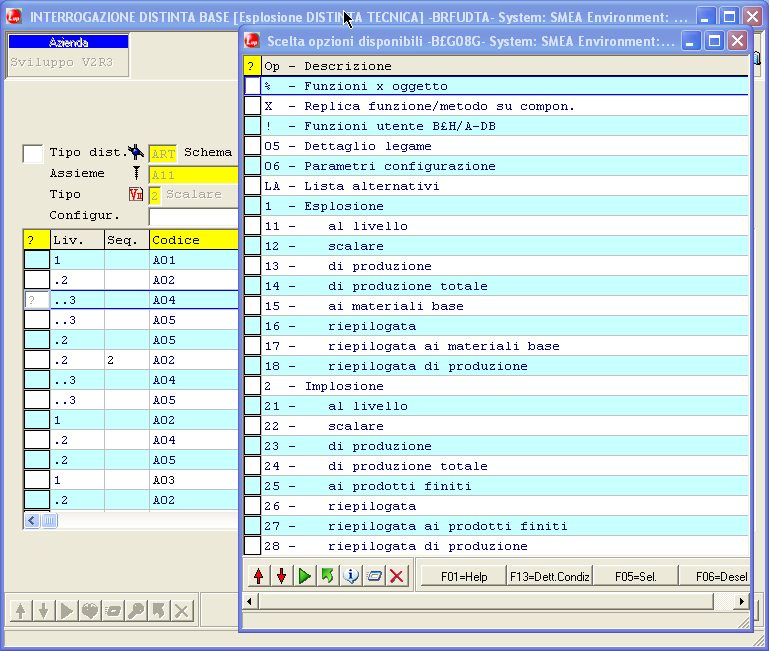 INTERROGAZIONE DISTINTA BASE [Esplosione DISTINTA TECNICA] -BRFUDTA- System: SMEA Environment: ...
Azienda
Sviluppo V2R3
Tipo dist. ART Schema
Assieme A11
Tipo 2 Scalare
Configur.
? Liv. Seq. Codice
1 A01
.2 A02
? ..3 A04
..3 A05
.2 A05
.2 2 A02
..3 A04
..3 A05
1 A02
.2 A04
.2 A05
1 A03
.2 A02
Scelta opzioni disponibili -B£G08G- System: SMEA Environment:...
? Op - Descrizione
% - Funzioni x oggetto
X - Replica funzione/metodo su compon.
! - Funzioni utente B£H/A-DB
05 - Dettaglio legame
06 - Parametri configurazione
LA - Lista alternativi
1 - Esplosione
11 - al livello
12 - scalare
13 - di produzione
14 - di produzione totale
15 - ai materiali base
16 - riepilogata
17 - riepilogata ai materiali base
18 - riepilogata di produzione
2 - Implosione
21 - al livello
22 - scalare
23 - di produzione
24 - di produzione totale
25 - ai prodotti finiti
26 - riepilogata
27 - riepilogata ai prodotti finiti
28 - riepilogata di produzione
F01=Help F13=Dett.Condiz F05=Sel. F06=Desel